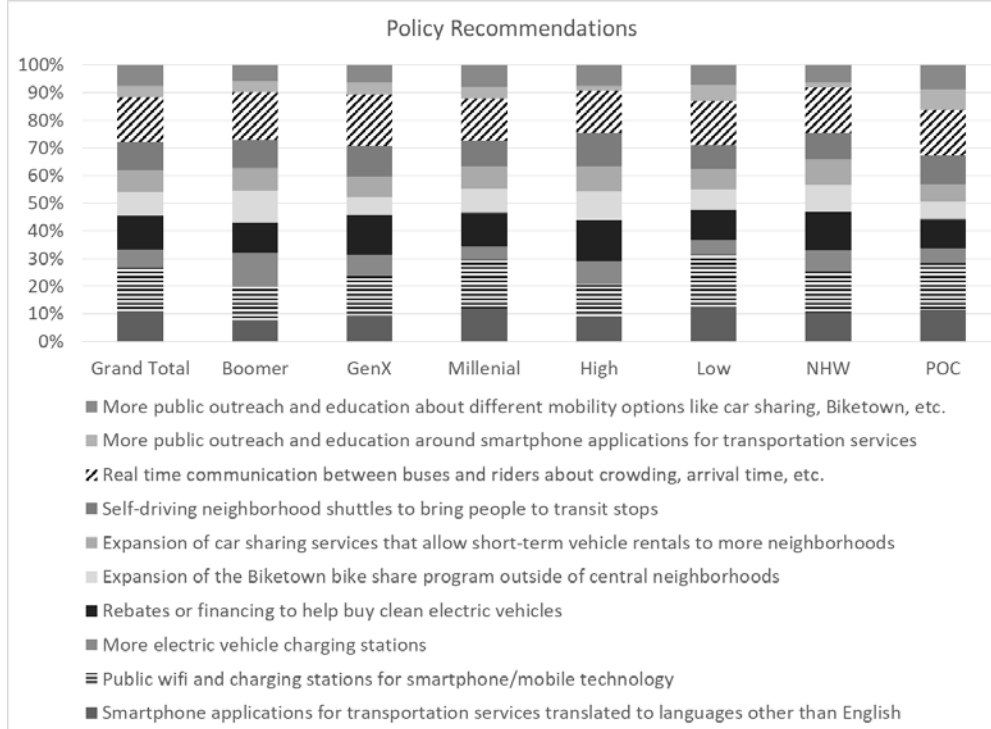 Policy Recommendations
100%
90%
80%
70%
60%
50%
40%
30%
20%
10%
0%
Grand Total Boomer GenX Millenial High Low NHW POC
More public outreach and education about different mobility options like car sharing, Biketown, etc.
More public outreach and education around smartphone applications for transportation services
Real time communication between buses and riders about crowding, arrival time, etc.
Self-driving neighborhood shuttles to bring people to transit stops
Expansion of car sharing services that allow short-term vehicle rentals to more neighborhoods
Expansion of the Biketown bike share program outside of central neighborhoods
Rebates or financing to help buy clean electric vehicles
More electric vehicle charging stations
Public wifi and charging stations for smartphone/mobile technology
Smartphone applications for transportation services translated to languages other than English